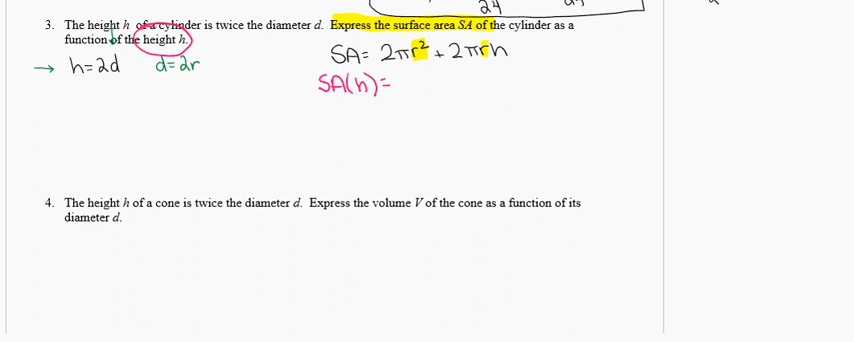 24
3. The height h of a cylinder is twice the diameter d. Express the surface area SA of the cylinder as a
function of the height h.
→ h=2d d=2r
SA= 2πr² + 2πrh
SA(h)=
4. The height h of a cone is twice the diameter d. Express the volume V of the cone as a function of its
diameter d.